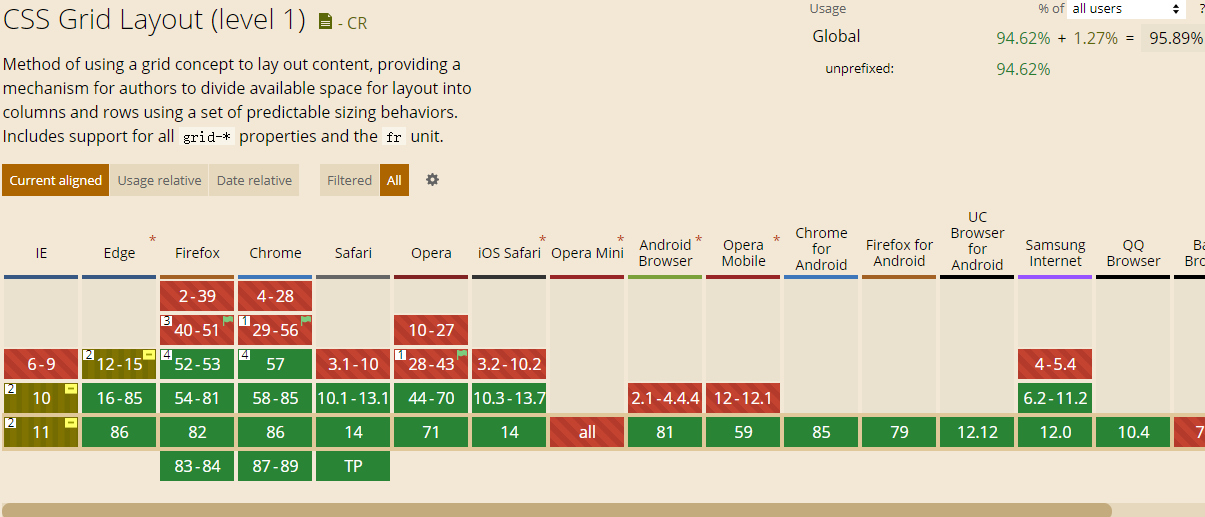 CSS Grid Layout (level 1) - CR
Usage % of all users ?
Global 94.62% + 1.27% = 95.89%
unprefixed: 94.62%
Method of using a grid concept to lay out content, providing a
mechanism for authors to divide available space for layout into
columns and rows using a set of predictable sizing behaviors.
Includes support for all grid-* properties and the fr unit.
Current aligned Usage relative Date relative Filtered All
IE Edge * Firefox Chrome Safari Opera iOS Safari * Opera Mini * Android Browser * Opera Mobile * Chrome for Android Firefox for Android UC Browser for Android Samsung Internet QQ Browser Ba Bro
2-39 4-28
3 40-51 1 29-56 10-27
6-9 2 12-15 4 52-53 4 57 3.1-10 1 28-43 3.2-10.2 4-5.4
2 10 16-85 54-81 58-85 10.1-13.1 44-70 10.3-13.7 2.1-4.4.4 12-12.1 6.2-11.2
2 11 86 82 86 14 71 14 all 81 59 85 79 12.12 12.0 10.4 7
83-84 87-89 TP